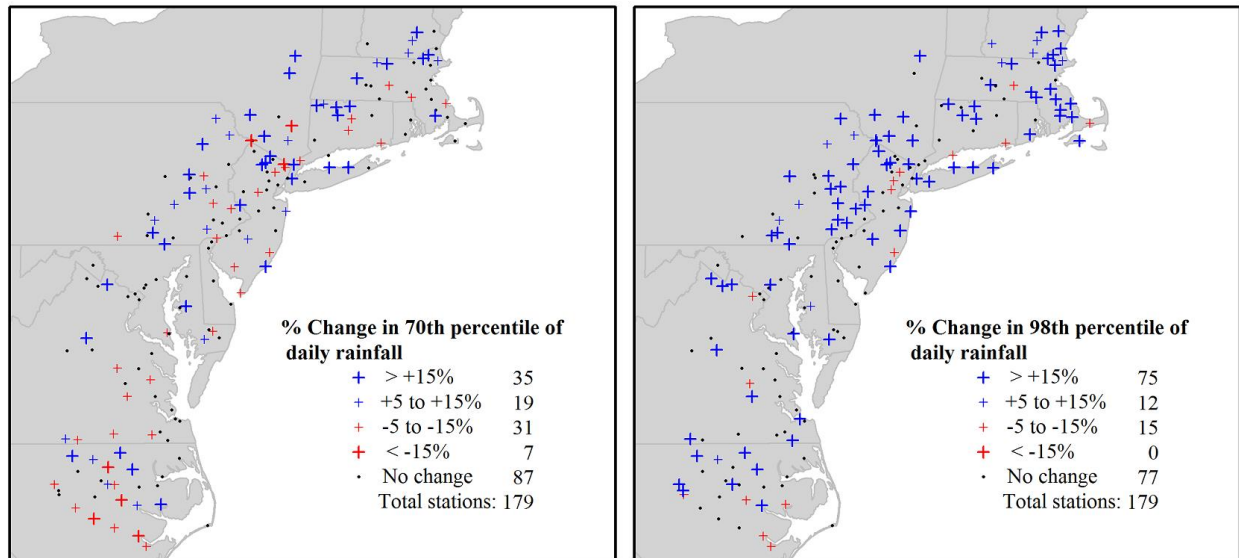 % Change in 70th percentile of
daily rainfall
> +15% 35
+5 to +15% 19
-5 to -15% 31
< -15% 7
No change 87
Total stations: 179
% Change in 98th percentile of
daily rainfall
> +15% 75
+5 to +15% 12
-5 to -15% 15
< -15% 0
No change 77
Total stations: 179